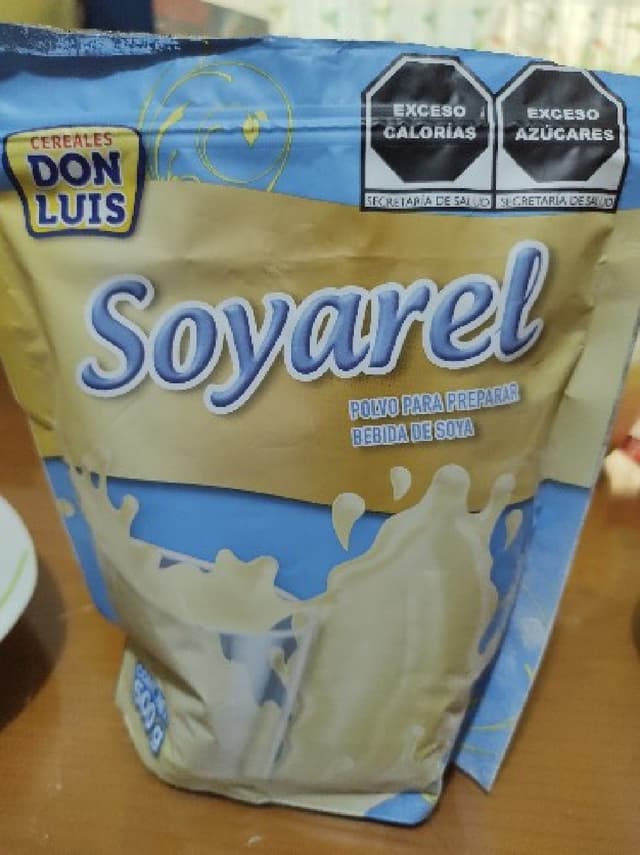 EXCESO
CALORÍAS
SECRETARÍA DE SALUD
EXCESO
AZÚCARES
SECRETARÍA DE SALUD
CEREALES
DON
LUIS
Soyarel
POLVO PARA PREPARAR
BEBIDA DE SOYA
500g